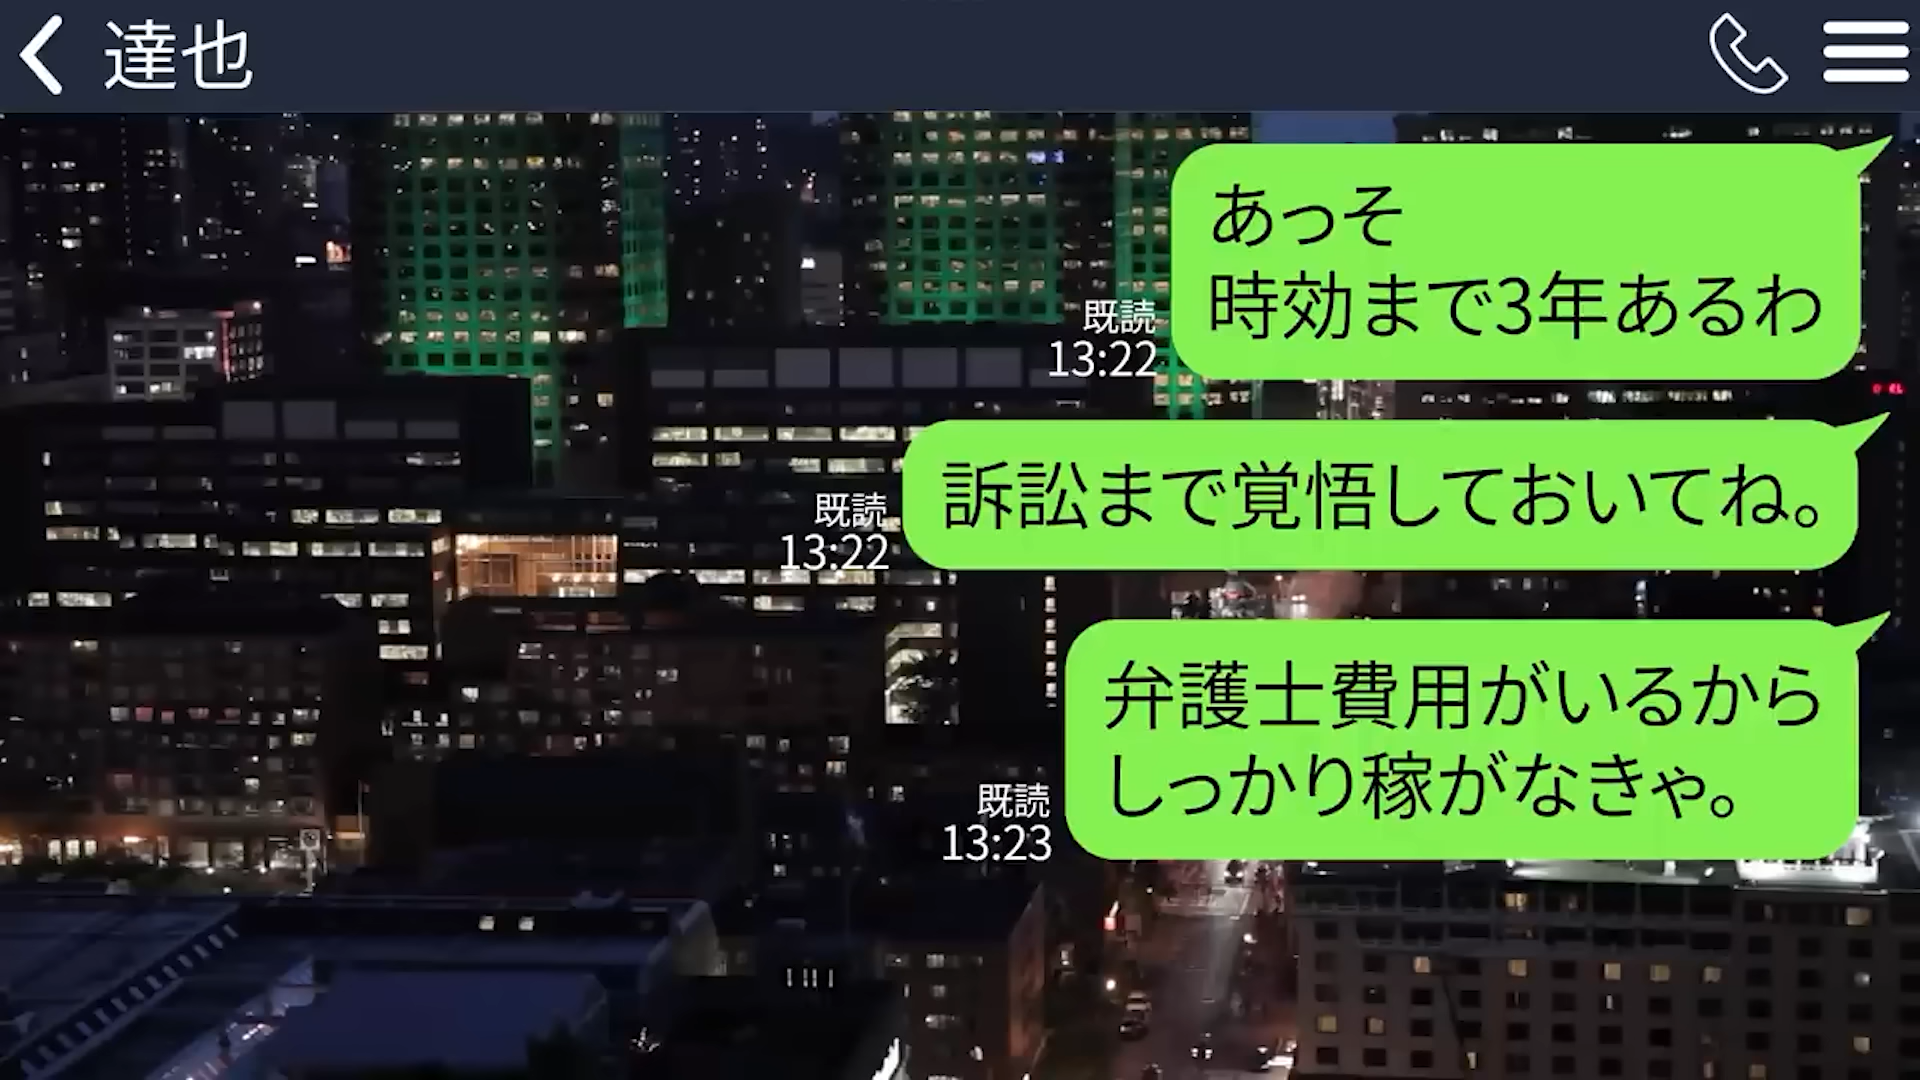 達也
あっそ
時効まで3年あるわ
既読
13:22
訴訟まで覚悟しておいてね。
既読
13:22
弁護士費用がいるから
しっかり稼がなきゃ。
既読
13:23